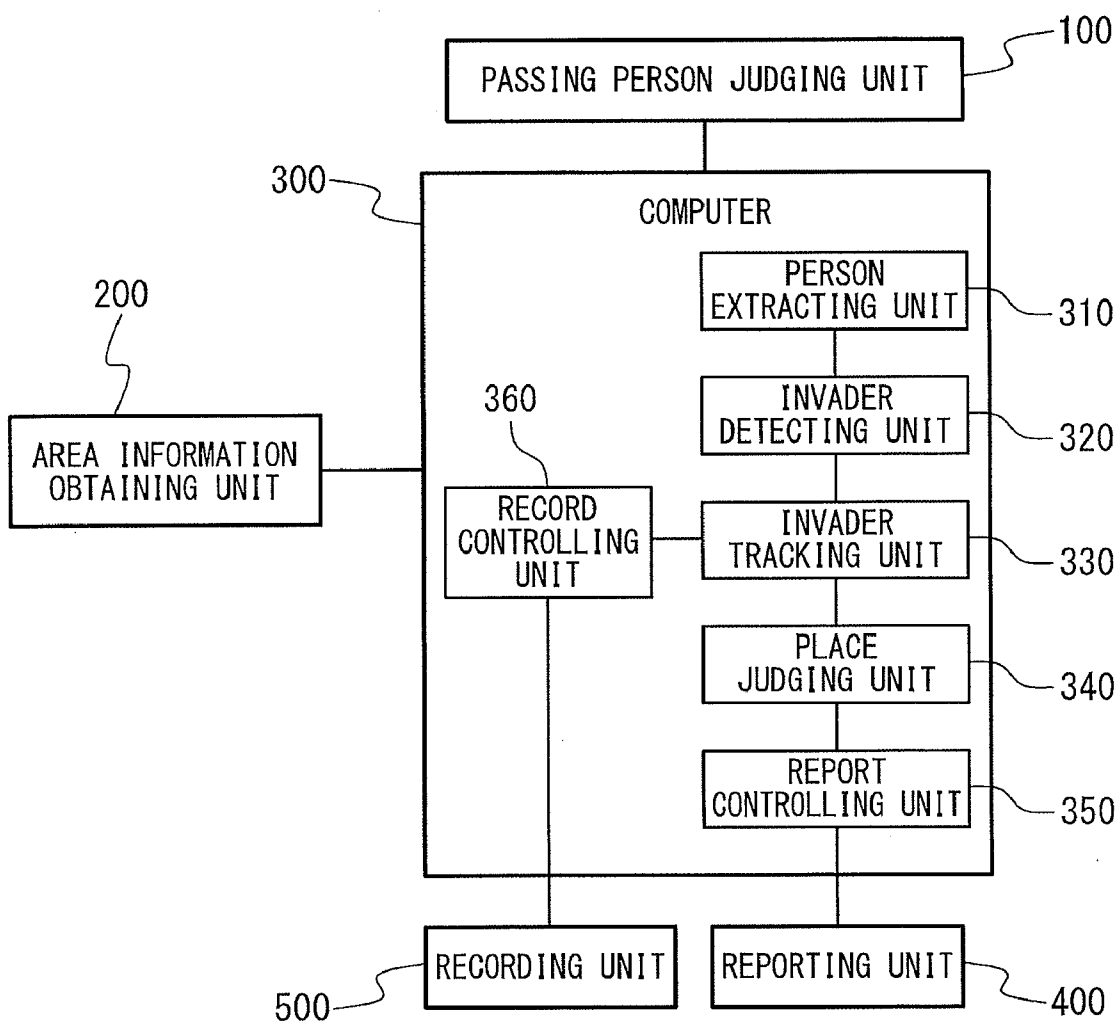 100
PASSING PERSON JUDGING UNIT
300
COMPUTER
PERSON
EXTRACTING UNIT
310
200
AREA INFORMATION
OBTAINING UNIT
360
INVADER
DETECTING UNIT
320
RECORD
CONTROLLING
UNIT
INVADER
TRACKING UNIT
330
PLACE
JUDGING UNIT
340
REPORT
CONTROLLING UNIT
350
RECORDING UNIT
REPORTING UNIT
500
400